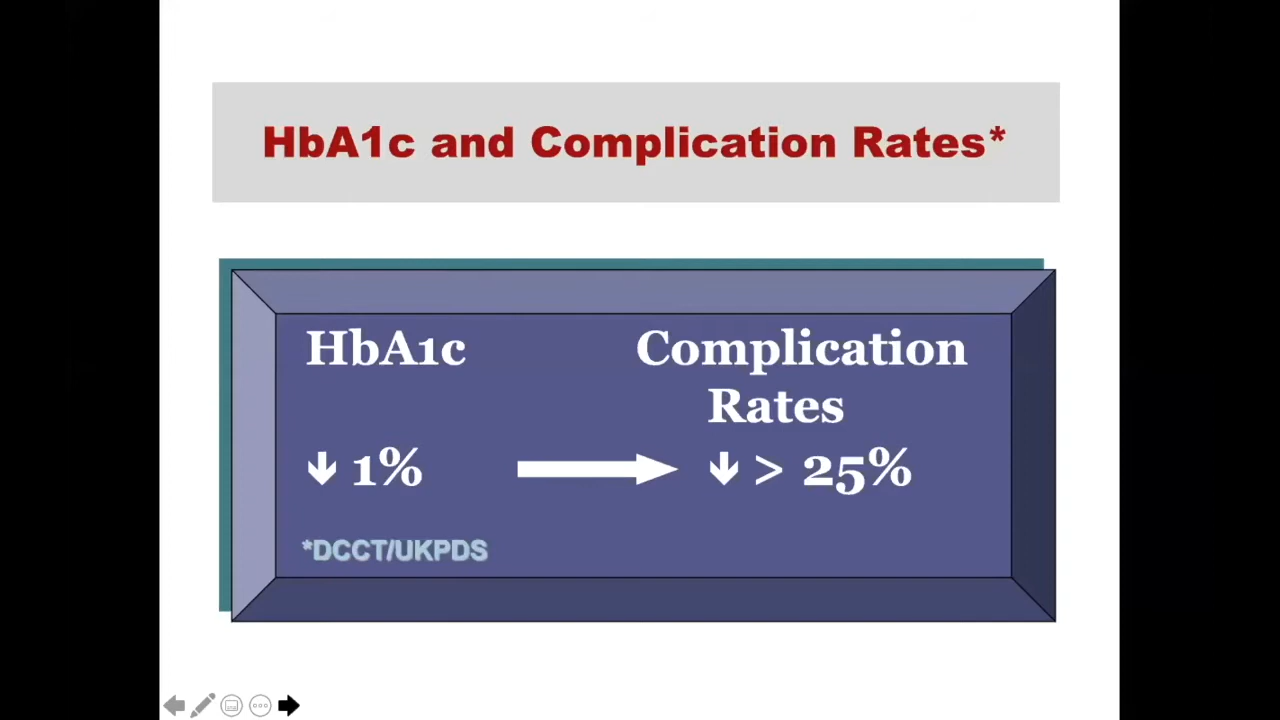 HbA1c and Complication Rates*
HbA1c Complication
Rates
↓ 1% ↓ > 25%
*DCCT/UKPDS